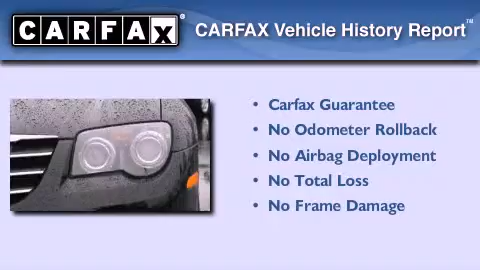 CARFAX® CARFAX Vehicle History Report™
• Carfax Guarantee
• No Odometer Rollback
• No Airbag Deployment
• No Total Loss
• No Frame Damage